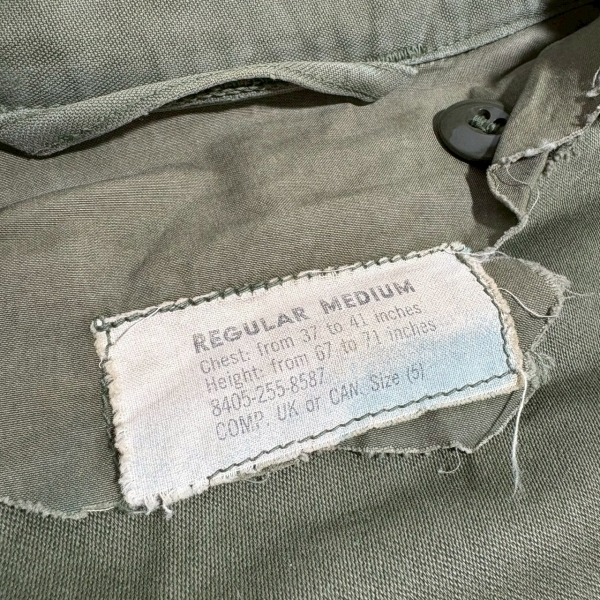 REGULAR MEDIUM
Chest: from 37 to 41 inches
Height: from 67 to 71 inches
8405-255-8587
COMP. UK or CAN. Size (5)